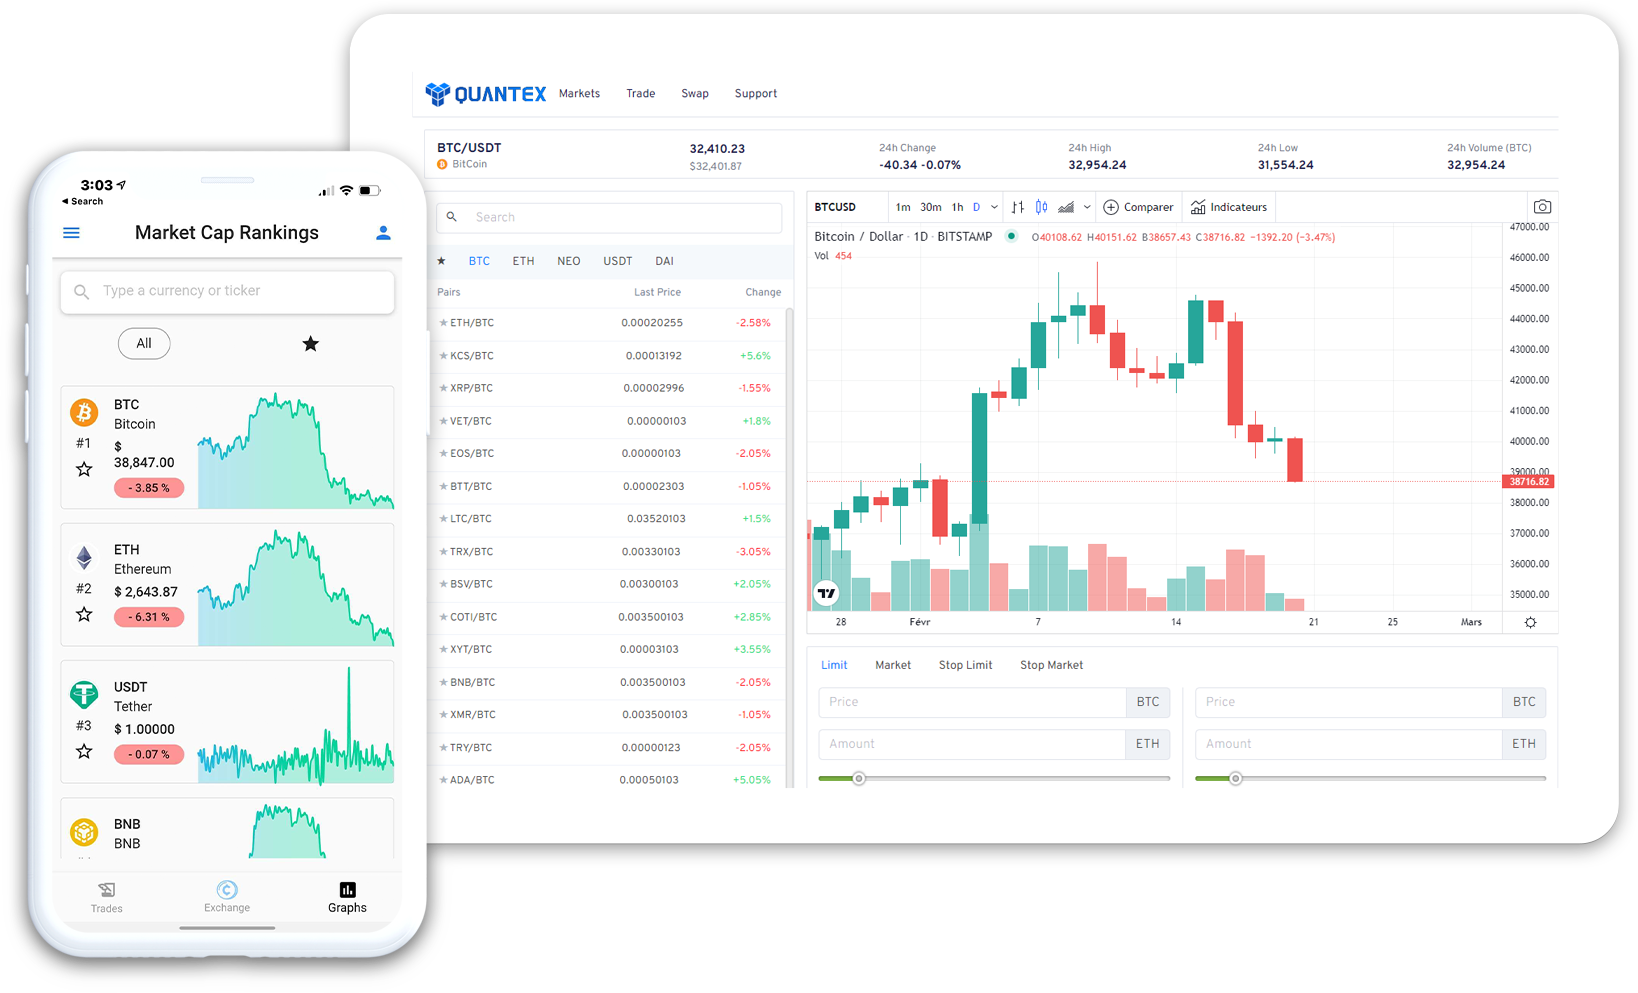 3:03
◀ Search
Market Cap Rankings
Type a currency or ticker
All
BTC
Bitcoin
#1
$
38,847.00
- 3.85 %
ETH
Ethereum
#2
$ 2,643.87
- 6.31 %
USDT
Tether
#3
$ 1.00000
- 0.07 %
BNB
BNB
Trades
Exchange
Graphs
QUANTEX Markets Trade Swap Support
BTC/USDT 32,410.23 24h Change 24h High 24h Low 24h Volume (BTC)
BitCoin $32,401.87 -40.34 -0.07% 32,954.24 31,554.24 32,954.24
Search
★ BTC ETH NEO USDT DAI
Pairs Last Price Change
★ETH/BTC 0.00020255 -2.58%
★KCS/BTC 0.00013192 +5.6%
★XRP/BTC 0.00002996 -1.55%
★VET/BTC 0.00000103 +1.8%
★EOS/BTC 0.00000103 -2.05%
★BTT/BTC 0.00002303 -1.05%
★LTC/BTC 0.03520103 +1.5%
★TRX/BTC 0.00330103 -3.05%
★BSV/BTC 0.00300103 +2.05%
★COTI/BTC 0.003500103 +2.85%
★XYT/BTC 0.00003103 +3.55%
★BNB/BTC 0.003500103 -2.05%
★XMR/BTC 0.003500103 -1.05%
★TRY/BTC 0.00000123 -2.05%
★ADA/BTC 0.00050103 +5.05%
BTCUSD 1m 30m 1h D Comparer Indicateurs
Bitcoin / Dollar · 1D · BITSTAMP O40108.62 H40151.62 B38657.43 C38716.82 −1392.20 (−3.47%)
Vol 454
47000.00
46000.00
45000.00
44000.00
43000.00
42000.00
41000.00
40000.00
39000.00
38716.82
38000.00
37000.00
36000.00
35000.00
28 Févr 7 14 21 25 Mars
Limit Market Stop Limit Stop Market
Price BTC Price BTC
Amount ETH Amount ETH